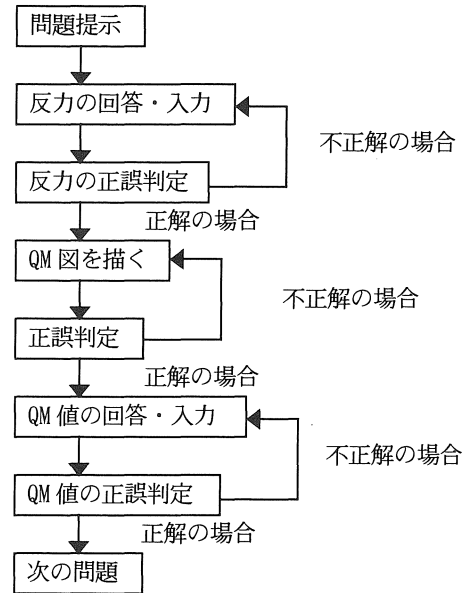 問題提示
反力の回答・入力
不正解の場合
反力の正誤判定
正解の場合
QM図を描く
不正解の場合
正誤判定
正解の場合
QM値の回答・入力
不正解の場合
QM値の正誤判定
正解の場合
次の問題